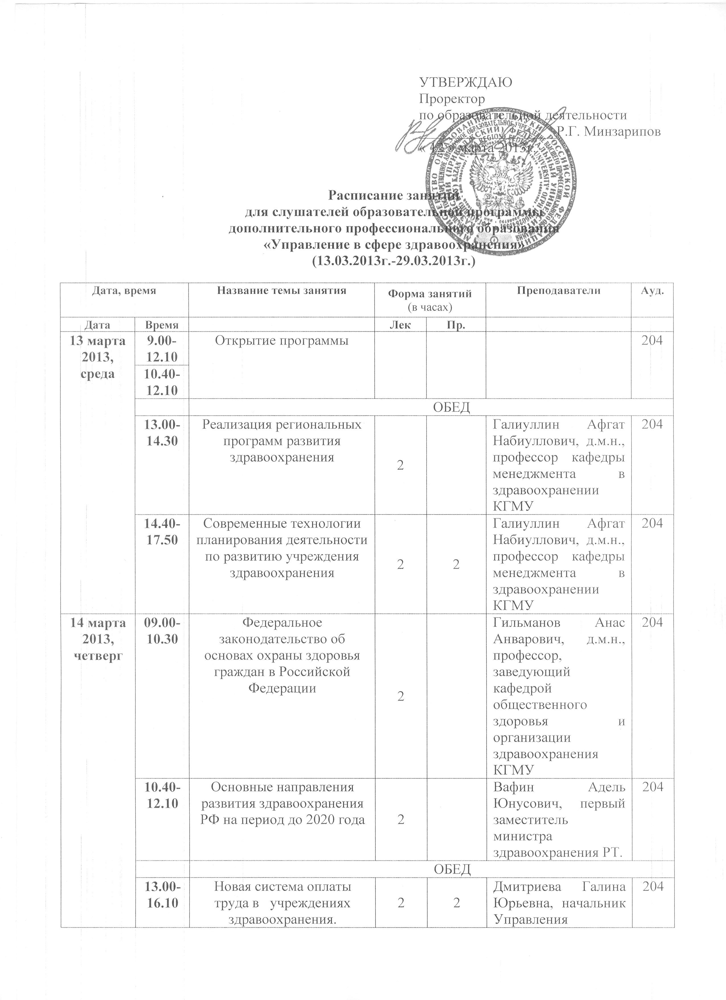 УТВЕРЖДАЮ
Проректор
по образовательной деятельности
Р.Г. Минзарипов
« 12 » марта 2013г.
Расписание занятий
для слушателей образовательной программы
дополнительного профессионального образования
«Управление в сфере здравоохранения»
(13.03.2013г.-29.03.2013г.)
Дата, время
Название темы занятия
Форма занятий
(в часах)
Преподаватели
Ауд.
Дата
Время
Лек
Пр.
13 марта
2013,
среда
9.00-
12.10
Открытие программы
204
10.40-
12.10
ОБЕД
13.00-
14.30
Реализация региональных
программ развития
здравоохранения
2
Галиуллин Афгат
Набиуллович, д.м.н.,
профессор кафедры
менеджмента в
здравоохранении
КГМУ
204
14.40-
17.50
Современные технологии
планирования деятельности
по развитию учреждения
здравоохранения
2
2
Галиуллин Афгат
Набиуллович, д.м.н.,
профессор кафедры
менеджмента в
здравоохранении
КГМУ
204
14 марта
2013,
четверг
09.00-
10.30
Федеральное
законодательство об
основах охраны здоровья
граждан в Российской
Федерации
2
Гильманов Анас
Анварович, д.м.н.,
профессор,
заведующий
кафедрой
общественного
здоровья и
организации
здравоохранения
КГМУ
204
10.40-
12.10
Основные направления
развития здравоохранения
РФ на период до 2020 года
2
Вафин Адель
Юнусович, первый
заместитель
министра
здравоохранения РТ.
204
ОБЕД
13.00-
16.10
Новая система оплаты
труда в учреждениях
здравоохранения.
2
2
Дмитриева Галина
Юрьевна, начальник
Управления
204